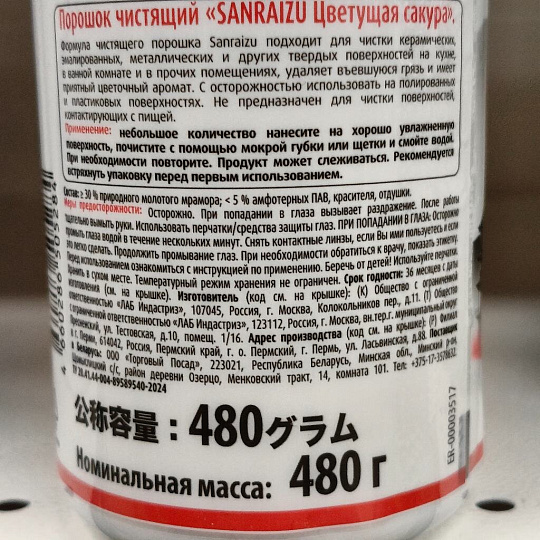 Порошок чистящий «SANRAIZU Цветущая сакура».
Формула чистящего порошка Sanraizu подходит для чистки керамических,
эмалированных, металлических и других твердых поверхностей на кухне,
в ванной комнате и в прочих помещениях, удаляет въевшуюся грязь и имеет
приятный цветочный аромат. С осторожностью использовать на полированных
и пластиковых поверхностях. Не предназначен для чистки поверхностей,
контактирующих с пищей.
Применение: небольшое количество нанесите на хорошо увлажненную
поверхность, почистите с помощью мокрой губки или щетки и смойте водой.
При необходимости повторите. Продукт может слеживаться. Рекомендуется
встряхнуть упаковку перед первым использованием.
Состав: ≥ 30 % природного молотого мрамора; < 5 % амфотерных ПАВ, красителя, отдушки.
Меры предосторожности: Осторожно. При попадании в глаза вызывает раздражение. После работы
тщательно вымыть руки. Использовать перчатки/средства защиты глаз. ПРИ ПОПАДАНИИ В ГЛАЗА: Осторожно
промыть глаза водой в течение нескольких минут. Снять контактные линзы, если Вы ими пользуетесь и если
это легко сделать. Продолжить промывание глаз. При необходимости обратиться к врачу, показать этикетку.
Перед использованием ознакомиться с инструкцией по применению. Беречь от детей! Используйте перчатки.
Хранить в сухом месте. Температурный режим хранения не ограничен. Срок годности: 36 месяцев с даты
изготовления (см. на крышке). Изготовитель (код см. на крышке): (К) Общество с ограниченной
ответственностью «ЛАБ Индастриз», 107045, Россия, г. Москва, Колокольников пер., д.11. (Т) Общество
с ограниченной ответственностью «ЛАБ Индастриз», 123112, Россия, г. Москва, вн.тер.г. муниципальный округ
Пресненский, ул. Тестовская, д.10, помещ. 1/16. Адрес производства (код см. на крышке): (Р) Филиал
г. Перми, 614042, Россия, Пермский край, г. о. Пермский, г. Пермь, ул. Ласьвинская, д.88. Поставщик
в Беларусь: ООО "Торговый Посад", 223021, Республика Беларусь, Минская обл., Минский р-н,
Щомыслицкий с/с, район деревни Озерцо, Менковский тракт, 14, комната 101. Тел: +375-17-3578632.
ТУ 20.41.44-004-89589540-2024
公称容量：480グラム
Номинальная масса: 480 г
ER-00003517